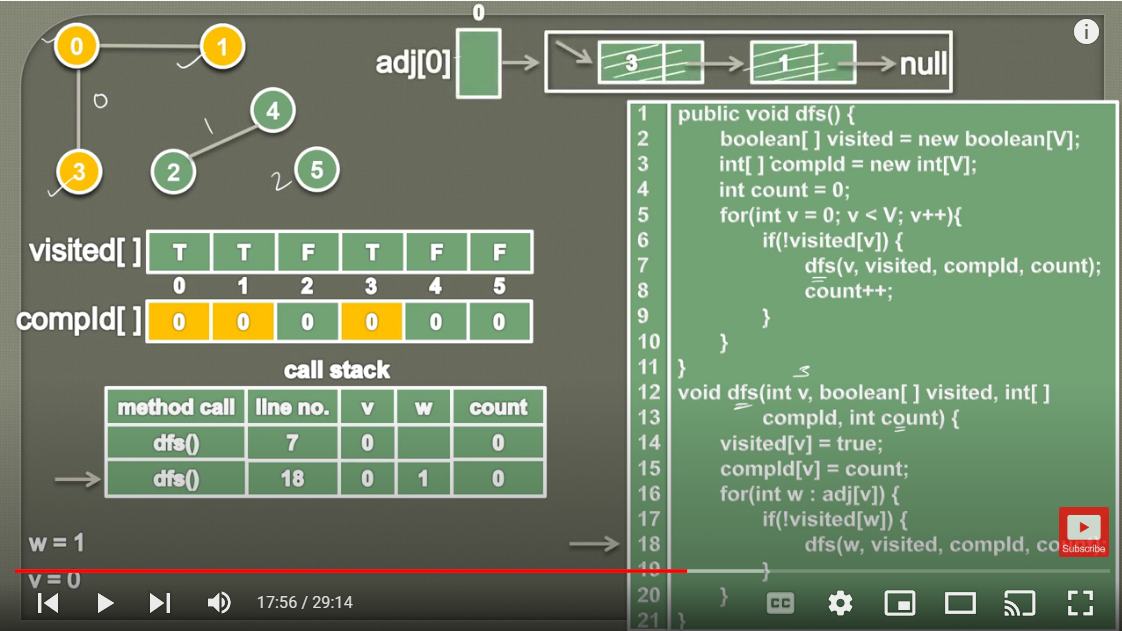 0
0 1
adj[0] 3 1 null
0
4
1
3 2 5
2
visited[ ] T T F T F F
0 1 2 3 4 5
compId[ ] 0 0 0 0 0 0
call stack
method call line no. v w count
dfs() 7 0 0
dfs() 18 0 1 0
w = 1
v = 0
1 public void dfs() {
2 boolean[ ] visited = new boolean[V];
3 int[ ] compId = new int[V];
4 int count = 0;
5 for(int v = 0; v < V; v++){
6 if(!visited[v]) {
7 dfs(v, visited, compId, count);
8 count++;
9 }
10 }
11 }
3
12 void dfs(int v, boolean[ ] visited, int[ ]
13 compId, int count) {
14 visited[v] = true;
15 compId[v] = count;
16 for(int w : adj[v]) {
17 if(!visited[w]) {
18 dfs(w, visited, compId,
19 }
20 }
21 }
Subscribe
17:56 / 29:14
CC